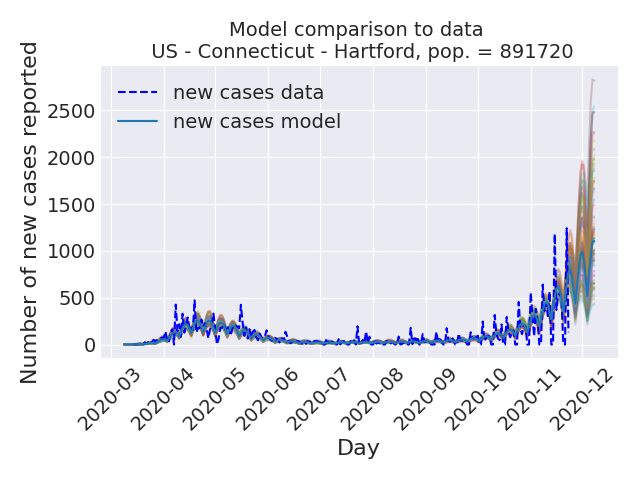 Model comparison to data
US - Connecticut - Hartford, pop. = 891720
Number of new cases reported
new cases data
new cases model
2500
2000
1500
1000
500
0
2020-03
2020-04
2020-05
2020-06
2020-07
2020-08
2020-09
2020-10
2020-11
2020-12
Day